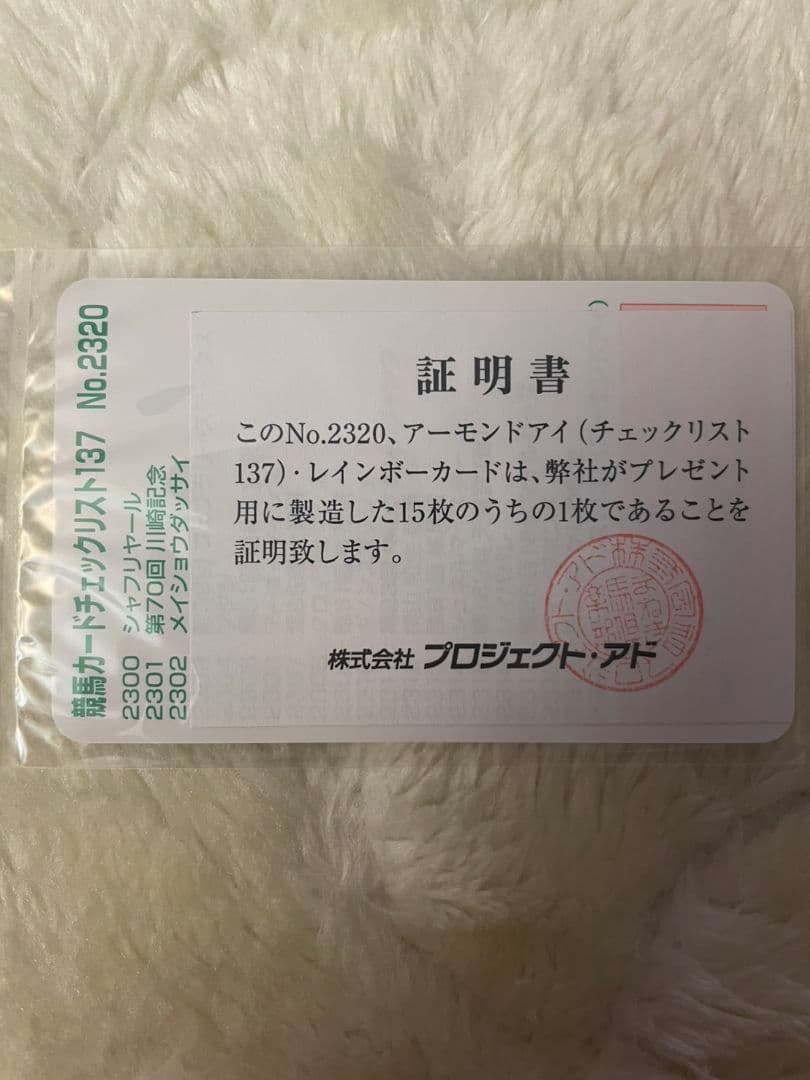 競馬カードチェックリスト137 No.2320
2300 シャフリヤール
2301 第70回 川崎記念
2302 メイショウダッサイ
証明書
このNo.2320、アーモンドアイ（チェックリスト
137）・レインボーカードは、弊社がプレゼント
用に製造した15枚のうちの1枚であることを
証明致します。
株式会社 プロジェクト・アド